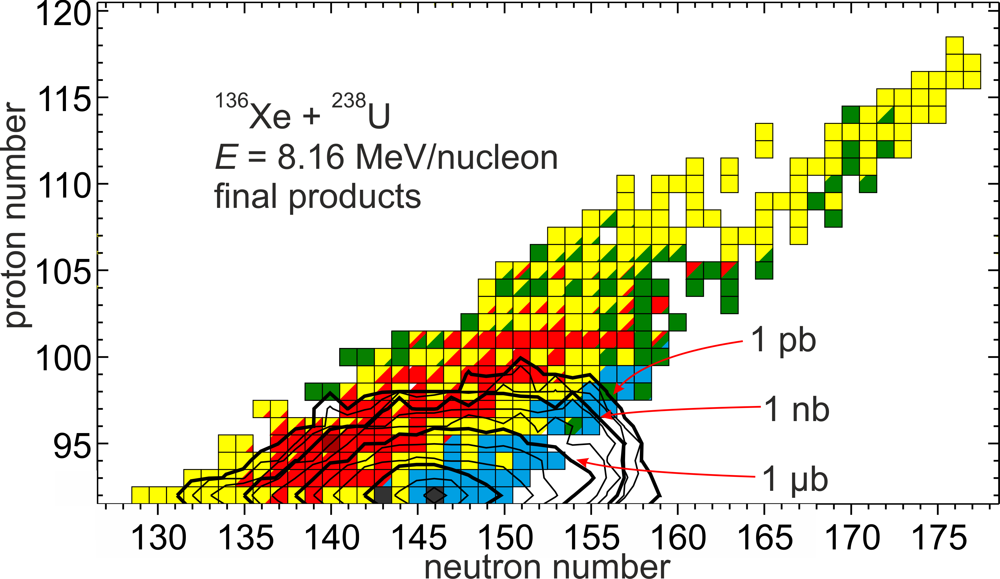 120
115
110
105
100
95
proton number
¹³⁶Xe + ²³⁸U
E = 8.16 MeV/nucleon
final products
1 pb
1 nb
1 μb
130 135 140 145 150 155 160 165 170 175
neutron number